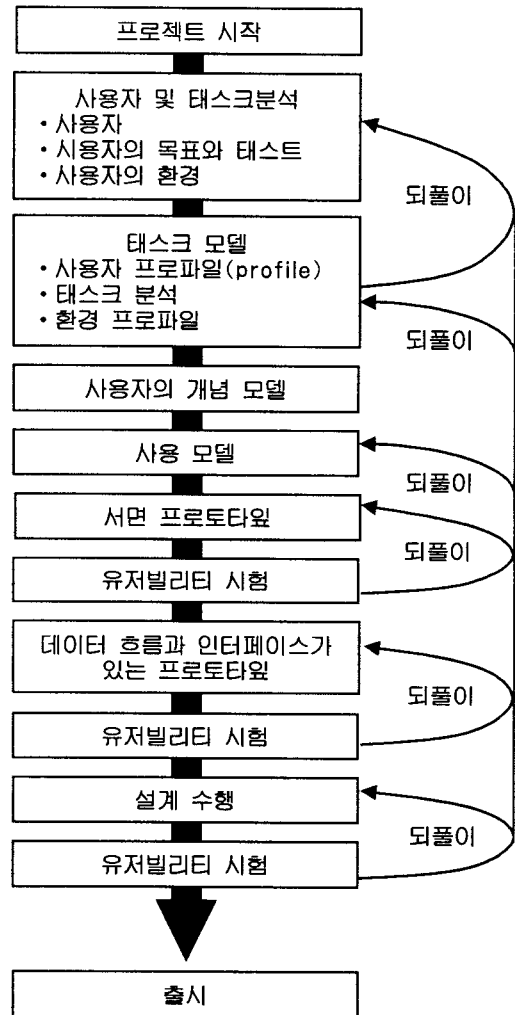 프로젝트 시작
사용자 및 태스크분석
• 사용자
• 시용자의 목표와 태스트
• 사용자의 환경
되풀이
태스크 모델
• 사용자 프로파일(profile)
• 태스크 분석
• 환경 프로파일
되풀이
사용자의 개념 모델
사용 모델
되풀이
서면 프로토타잎
되풀이
유저빌리티 시험
데이터 흐름과 인터페이스가
있는 프로토타잎
되풀이
유저빌리티 시험
설계 수행
되풀이
유저빌리티 시험
출시